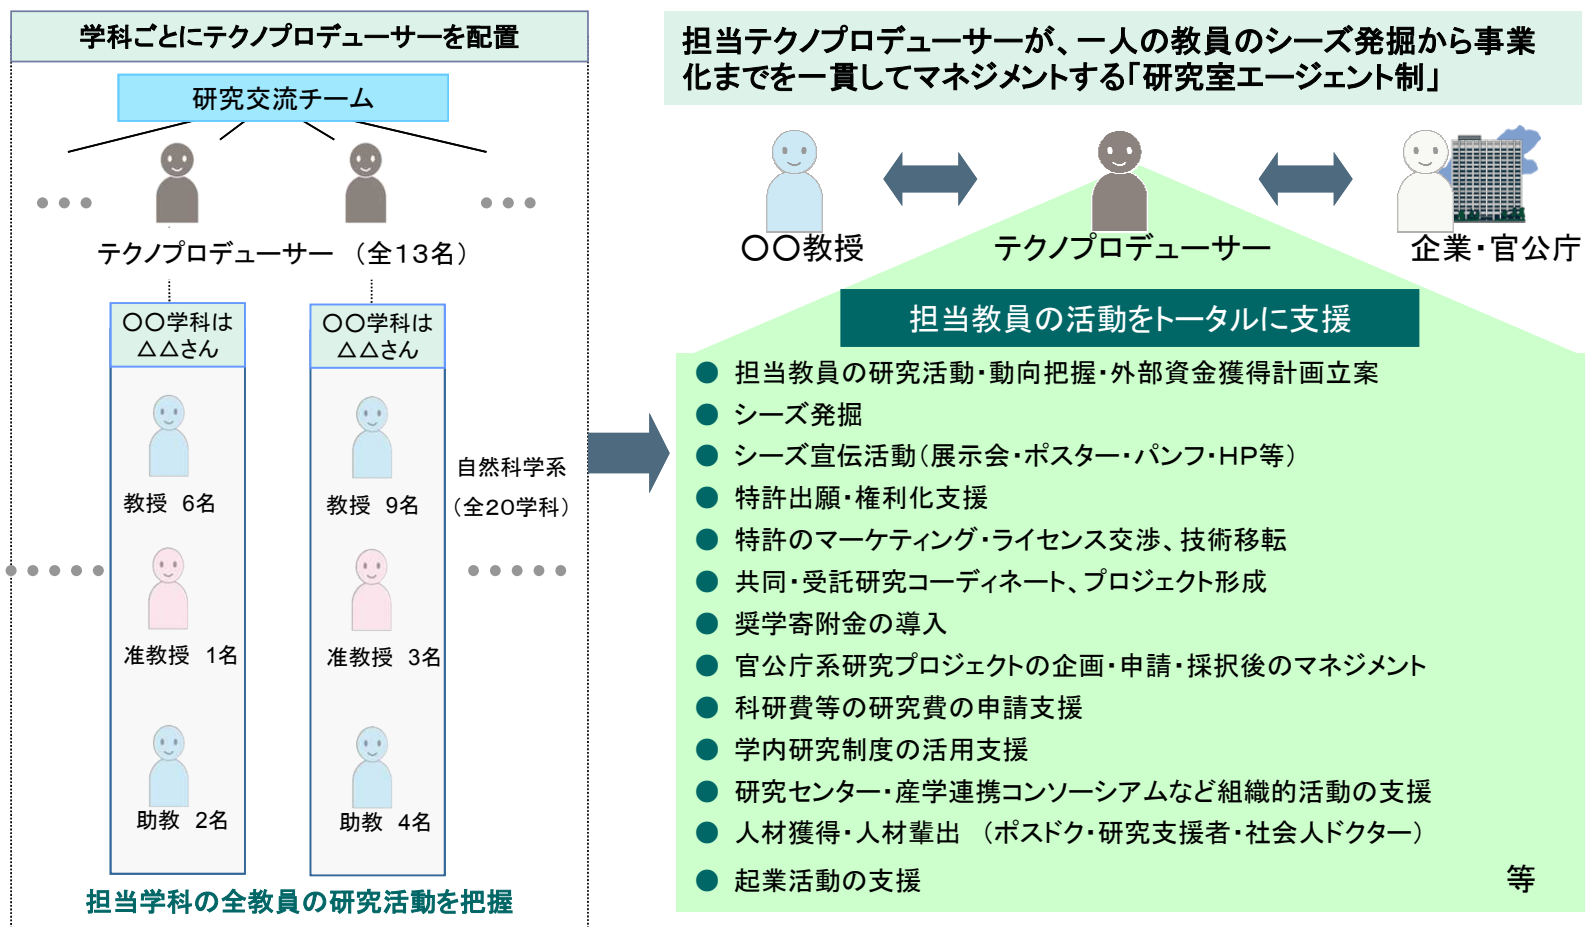 学科ごとにテクノプロデューサーを配置
研究交流チーム
テクノプロデューサー （全13名）
〇〇学科は
△△さん
教授 6名
准教授 1名
助教 2名
〇〇学科は
△△さん
教授 9名
准教授 3名
助教 4名
自然科学系
（全20学科）
担当学科の全教員の研究活動を把握
担当テクノプロデューサーが、一人の教員のシーズ発掘から事業
化までを一貫してマネジメントする「研究室エージェント制」
〇〇教授
テクノプロデューサー
企業・官公庁
担当教員の活動をトータルに支援
● 担当教員の研究活動・動向把握・外部資金獲得計画立案
● シーズ発掘
● シーズ宣伝活動（展示会・ポスター・パンフ・HP等）
● 特許出願・権利化支援
● 特許のマーケティング・ライセンス交渉、技術移転
● 共同・受託研究コーディネート、プロジェクト形成
● 奨学寄附金の導入
● 官公庁系研究プロジェクトの企画・申請・採択後のマネジメント
● 科研費等の研究費の申請支援
● 学内研究制度の活用支援
● 研究センター・産学連携コンソーシアムなど組織的活動の支援
● 人材獲得・人材輩出 （ポスドク・研究支援者・社会人ドクター）
● 起業活動の支援
等